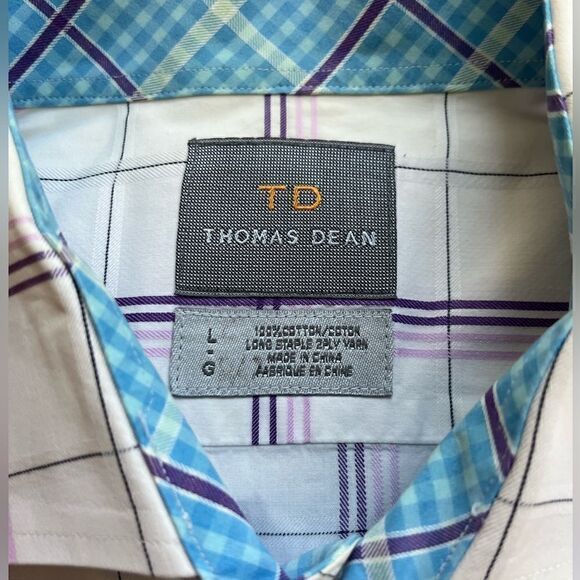 TD
THOMAS DEAN
L
-
G
100% COTTON/COTON
LONG STAPLE 2PLY YARN
MADE IN CHINA
FABRIQUE EN CHINE